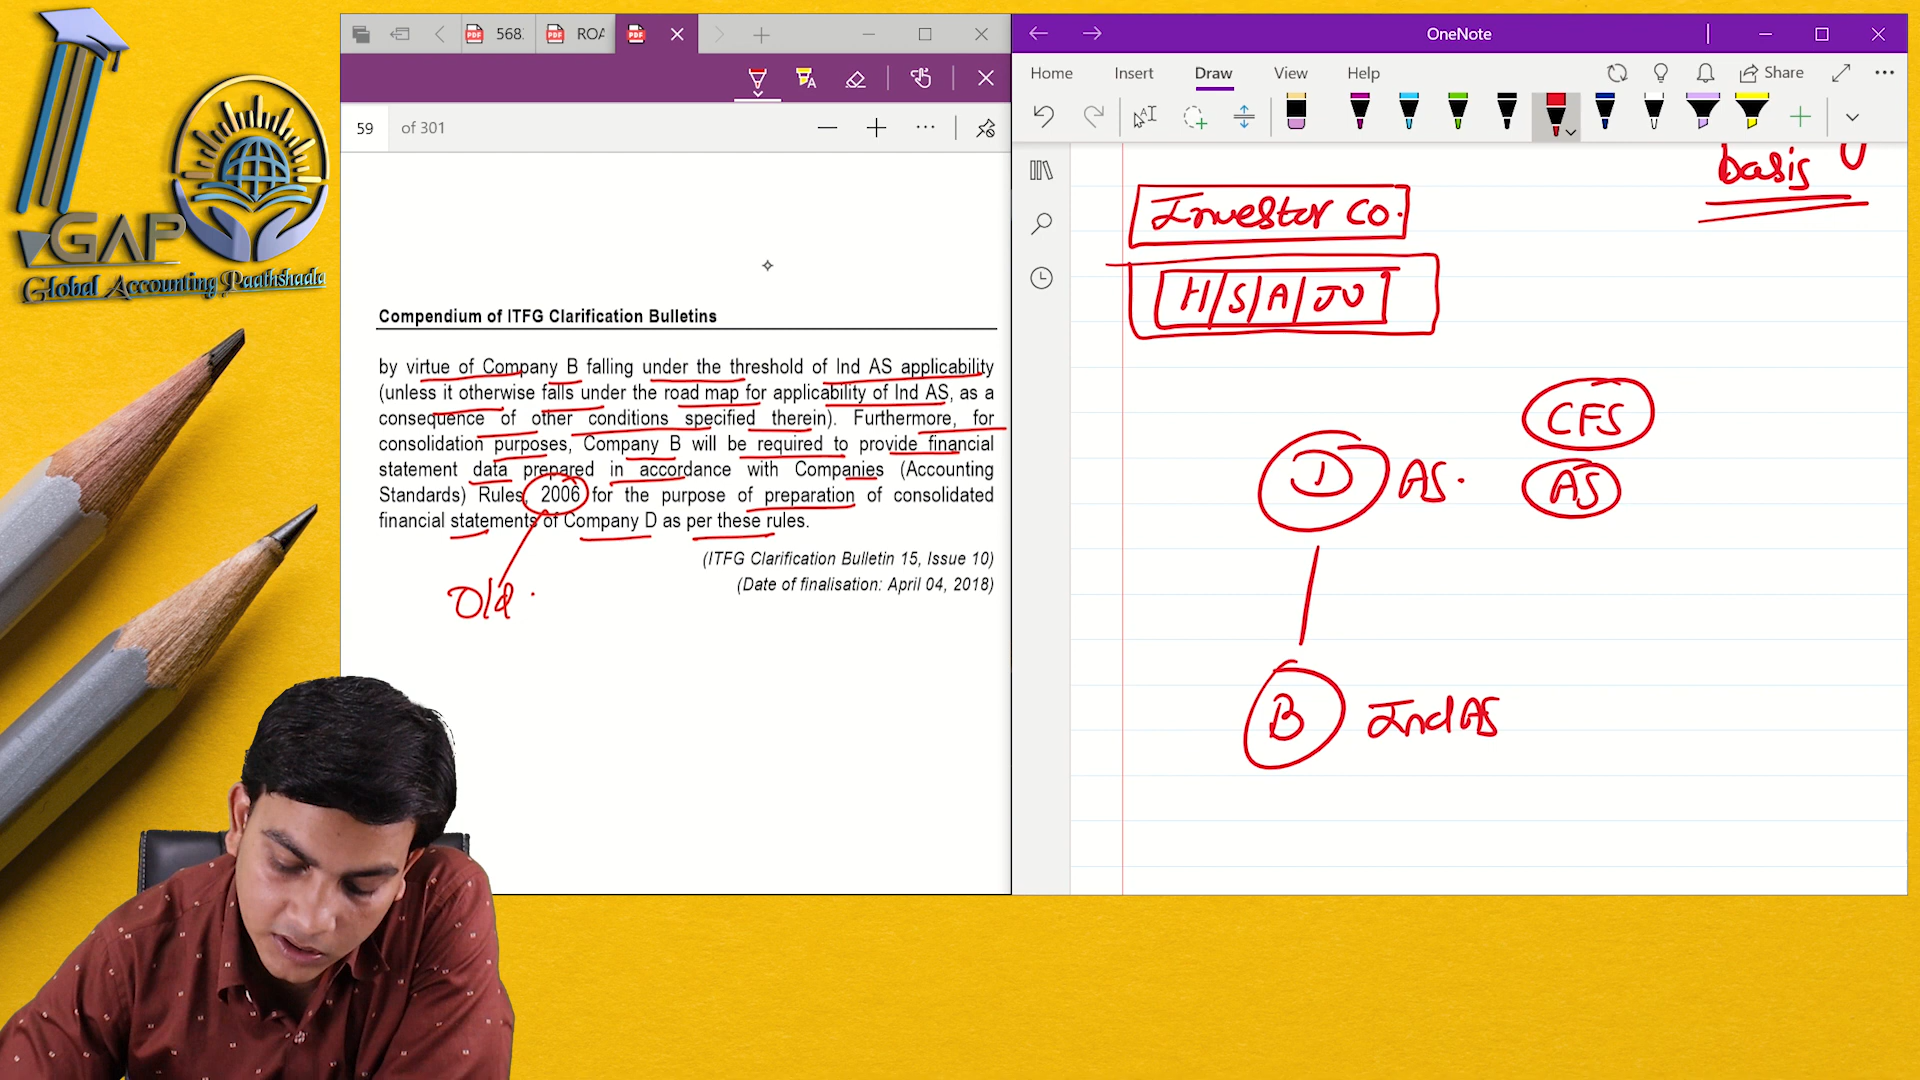 GAP
Global Accounting Paathshaala
568
ROA
59 of 301
Compendium of ITFG Clarification Bulletins
by virtue of Company B falling under the threshold of Ind AS applicability
(unless it otherwise falls under the road map for applicability of Ind AS, as a
consequence of other conditions specified therein). Furthermore, for
consolidation purposes, Company B will be required to provide financial
statement data prepared in accordance with Companies (Accounting
Standards) Rules, 2006 for the purpose of preparation of consolidated
financial statements of Company D as per these rules.
(ITFG Clarification Bulletin 15, Issue 10)
(Date of finalisation: April 04, 2018)
Old.
OneNote
Home Insert Draw View Help Share
basis
Investor Co.
H/S/A/JV
CFS
D AS.
AS
B Ind AS